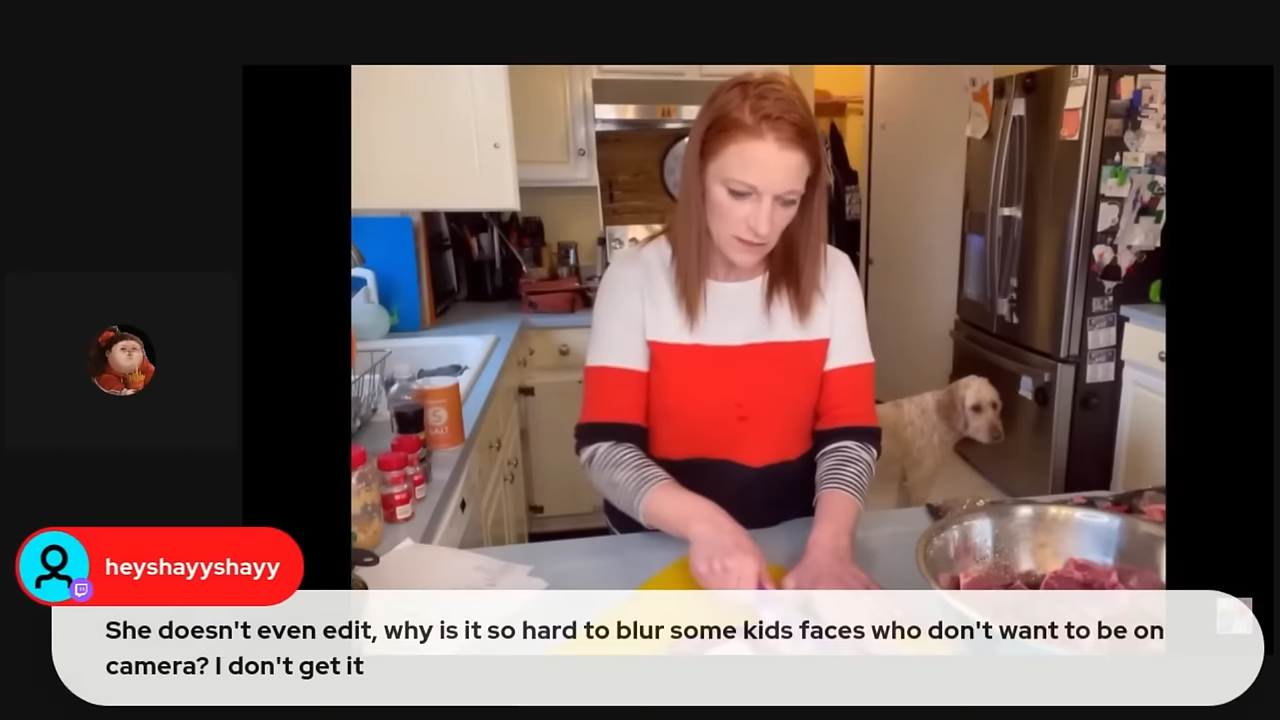 S
SALT
heyshayyshayy
She doesn't even edit, why is it so hard to blur some kids faces who don't want to be on
camera? I don't get it